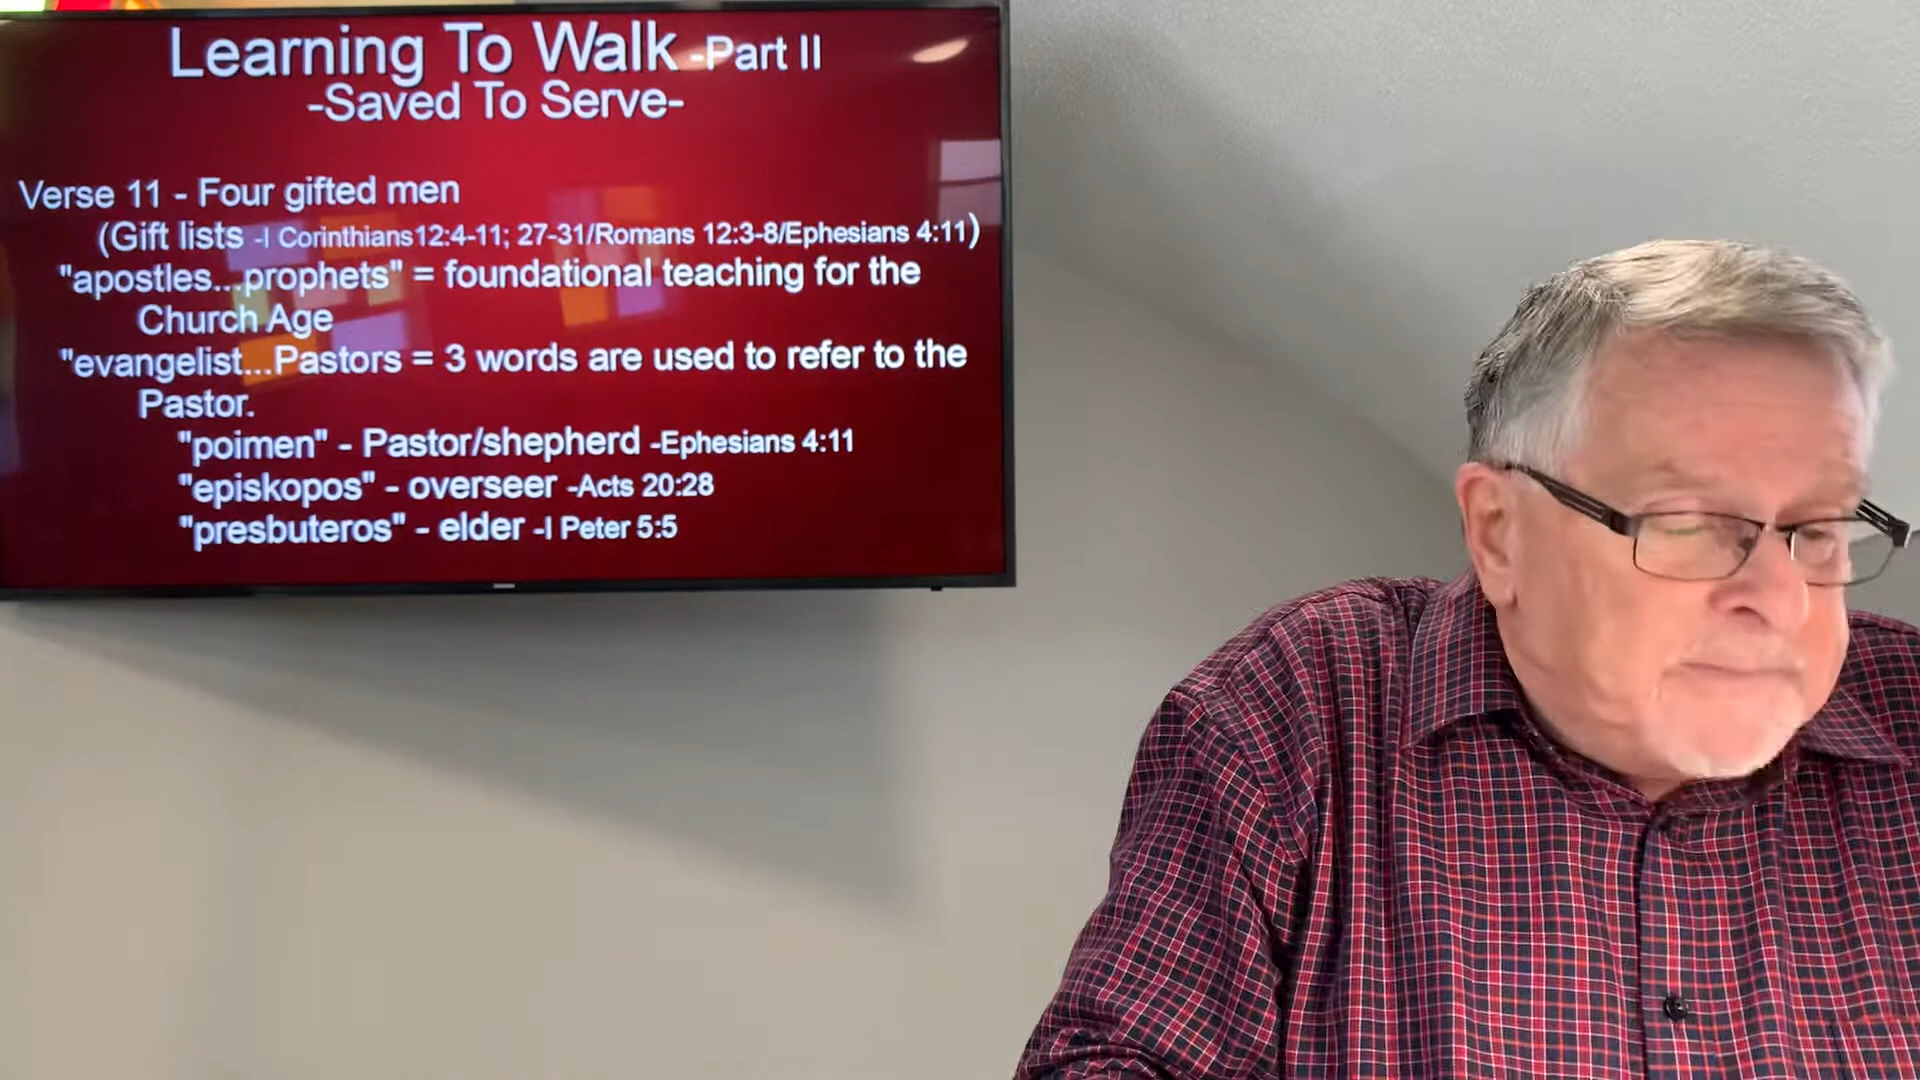 Learning To Walk -Part II
-Saved To Serve-
Verse 11 - Four gifted men
(Gift lists -I Corinthians12:4-11; 27-31/Romans 12:3-8/Ephesians 4:11)
"apostles...prophets" = foundational teaching for the
Church Age
"evangelist...Pastors = 3 words are used to refer to the
Pastor.
"poimen" - Pastor/shepherd -Ephesians 4:11
"episkopos" - overseer -Acts 20:28
"presbuteros" - elder -I Peter 5:5